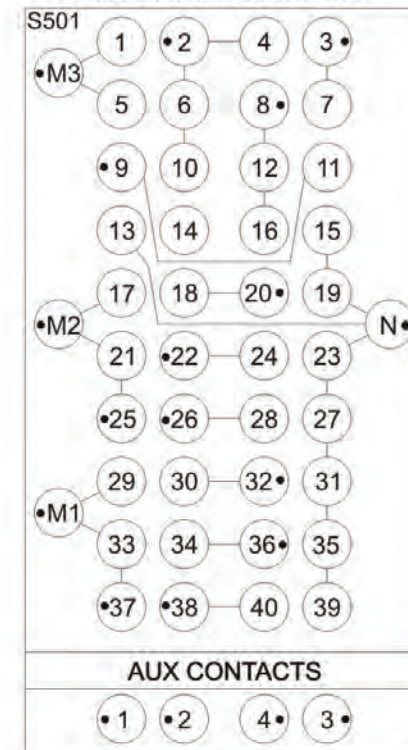 S501
1 •2 4 3•
•M3
5 6 8• 7
•9 10 12 11
13 14 16 15
17 18 20• 19
•M2 N•
21 •22 24 23
•25 •26 28 27
29 30 32• 31
•M1
33 34 36• 35
•37 •38 40 39
AUX CONTACTS
•1 •2 4• 3•